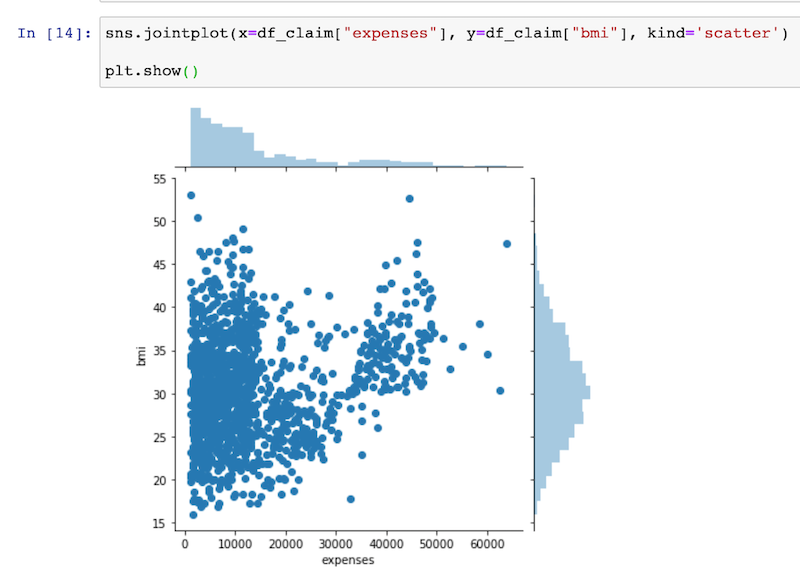 In [14]: sns.jointplot(x=df_claim["expenses"], y=df_claim["bmi"], kind='scatter')
plt.show()
55
50
45
40
35
30
25
20
15
bmi
0 10000 20000 30000 40000 50000 60000
expenses